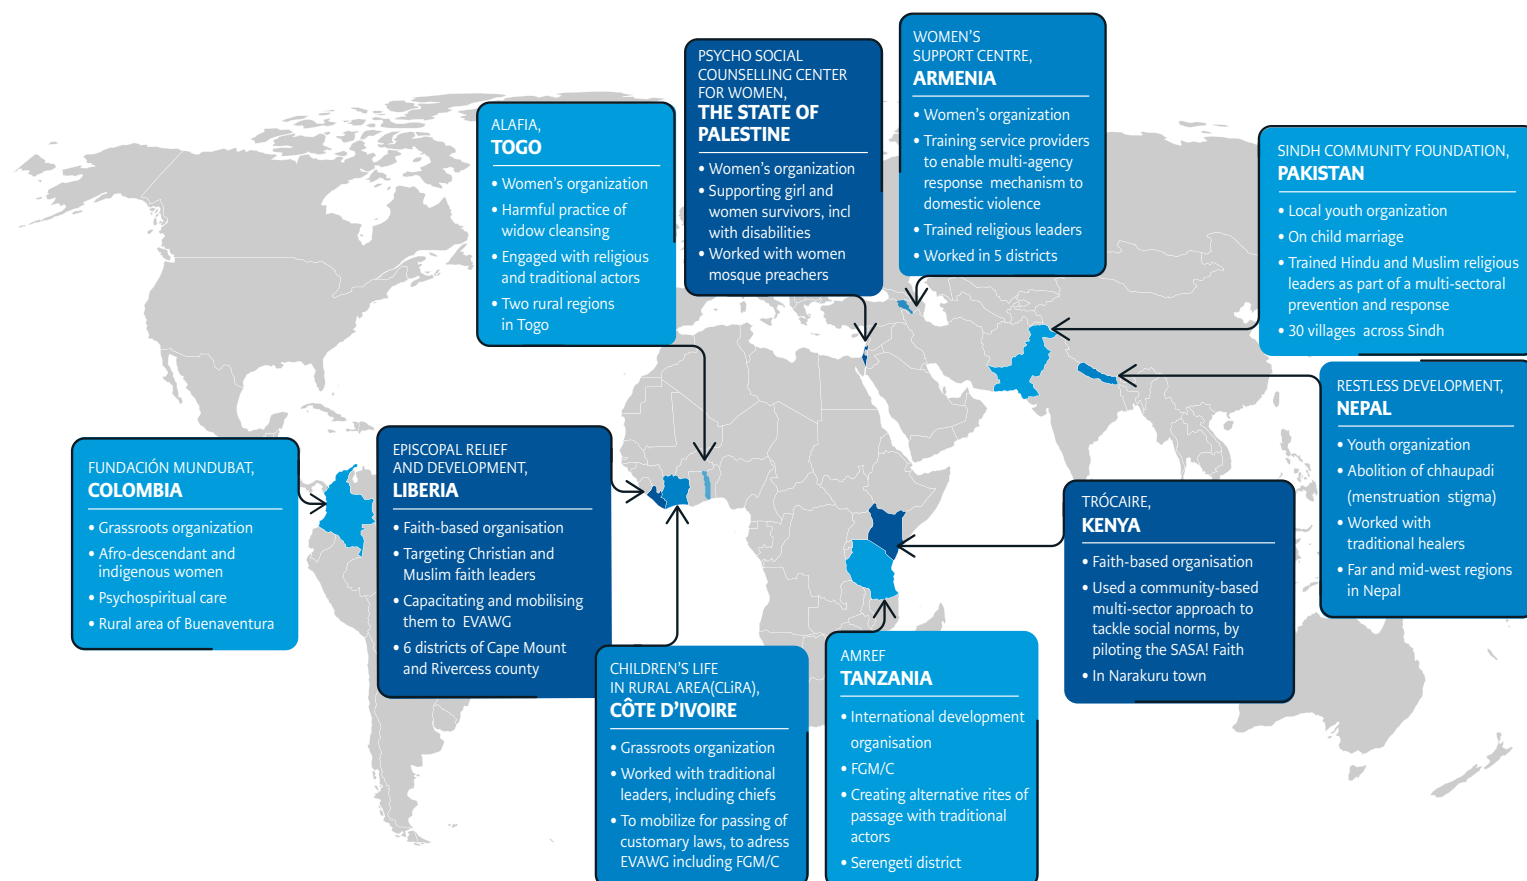 WOMEN'S
SUPPORT CENTRE,
ARMENIA
• Women's organization
• Training service providers
to enable multi-agency
response mechanism to
domestic violence
• Trained religious leaders
• Worked in 5 districts
PSYCHO SOCIAL
COUNSELLING CENTER
FOR WOMEN,
THE STATE OF
PALESTINE
• Women's organization
• Supporting girl and
women survivors, incl
with disabilities
• Worked with women
mosque preachers
ALAFIA,
TOGO
• Women's organization
• Harmful practice of
widow cleansing
• Engaged with religious
and traditional actors
• Two rural regions
in Togo
SINDH COMMUNITY FOUNDATION,
PAKISTAN
• Local youth organization
• On child marriage
• Trained Hindu and Muslim religious
leaders as part of a multi-sectoral
prevention and response
• 30 villages across Sindh
RESTLESS DEVELOPMENT,
NEPAL
• Youth organization
• Abolition of chhaupadi
(menstruation stigma)
• Worked with
traditional healers
• Far and mid-west regions
in Nepal
FUNDACIÓN MUNDUBAT,
COLOMBIA
• Grassroots organization
• Afro-descendant and
indigenous women
• Psychospiritual care
• Rural area of Buenaventura
EPISCOPAL RELIEF
AND DEVELOPMENT,
LIBERIA
• Faith-based organisation
• Targeting Christian and
Muslim faith leaders
• Capacitating and mobilising
them to EVAWG
• 6 districts of Cape Mount
and Rivercess county
TRÓCAIRE,
KENYA
• Faith-based organisation
• Used a community-based
multi-sector approach to
tackle social norms, by
piloting the SASA! Faith
• In Narakuru town
CHILDREN'S LIFE
IN RURAL AREA(CLiRA),
CÔTE D'IVOIRE
• Grassroots organization
• Worked with traditional
leaders, including chiefs
• To mobilize for passing of
customary laws, to adress
EVAWG including FGM/C
AMREF
TANZANIA
• International development
organisation
• FGM/C
• Creating alternative rites of
passage with traditional
actors
• Serengeti district